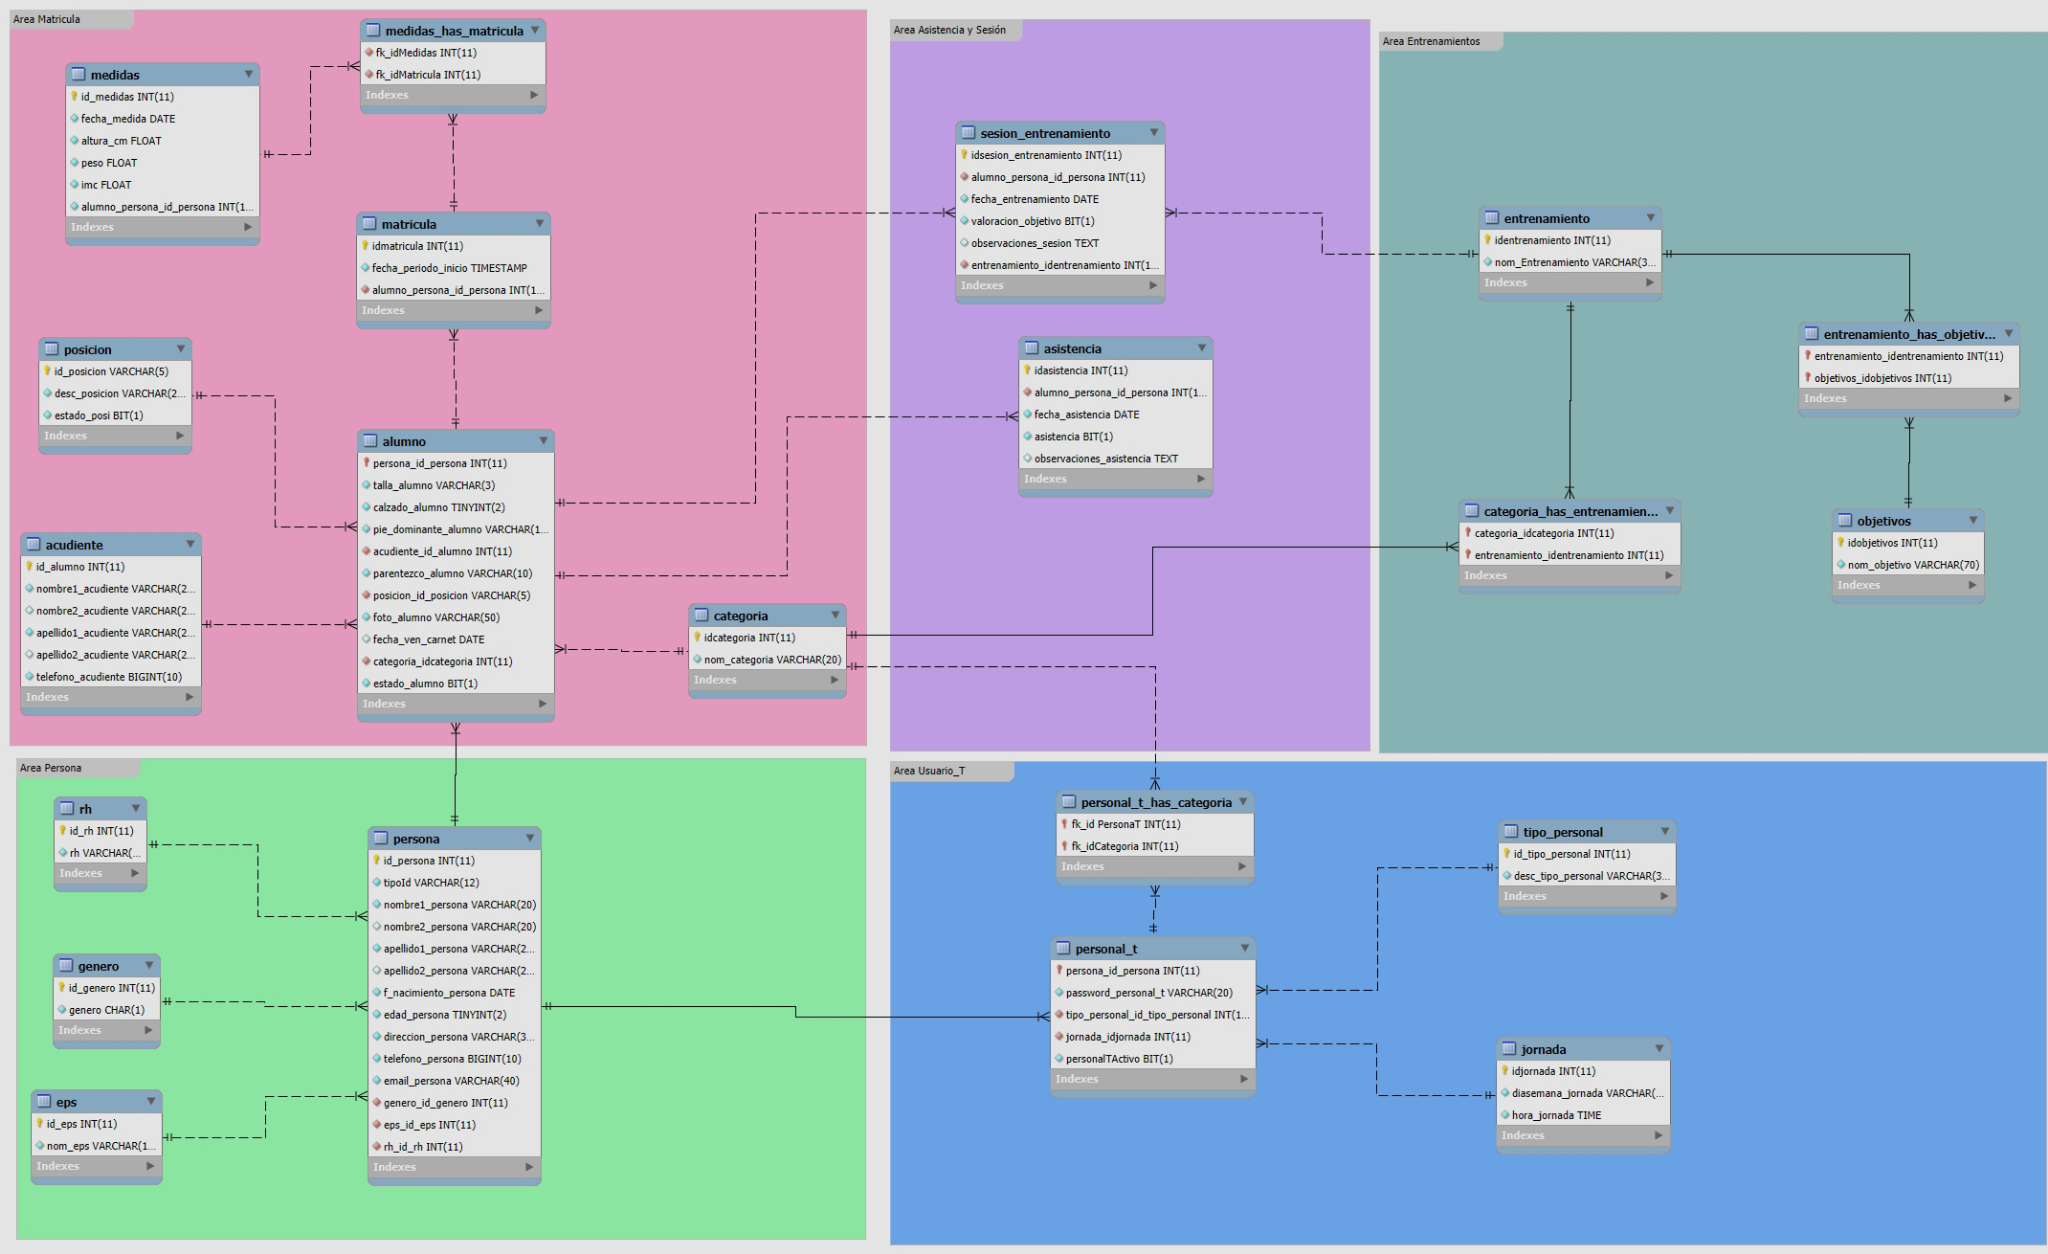 Area Matricula
medidas_has_matricula
fk_idMedidas INT(11)
fk_idMatricula INT(11)
Indexes
medidas
id_medidas INT(11)
fecha_medida DATE
altura_cm FLOAT
peso FLOAT
imc FLOAT
alumno_persona_id_persona INT(1...
Indexes
matricula
idmatricula INT(11)
fecha_periodo_inicio TIMESTAMP
alumno_persona_id_persona INT(1...
Indexes
posicion
id_posicion VARCHAR(5)
desc_posicion VARCHAR(2...
estado_posi BIT(1)
Indexes
alumno
persona_id_persona INT(11)
talla_alumno VARCHAR(3)
calzado_alumno TINYINT(2)
pie_dominante_alumno VARCHAR(1...
acudiente_id_alumno INT(11)
parentezco_alumno VARCHAR(10)
posicion_id_posicion VARCHAR(5)
foto_alumno VARCHAR(50)
fecha_ven_carnet DATE
categoria_idcategoria INT(11)
estado_alumno BIT(1)
Indexes
acudiente
id_alumno INT(11)
nombre1_acudiente VARCHAR(2...
nombre2_acudiente VARCHAR(2...
apellido1_acudiente VARCHAR(2...
apellido2_acudiente VARCHAR(2...
telefono_acudiente BIGINT(10)
Indexes
categoria
idcategoria INT(11)
nom_categoria VARCHAR(20)
Indexes
Area Asistencia y Sesión
sesion_entrenamiento
idsesion_entrenamiento INT(11)
alumno_persona_id_persona INT(11)
fecha_entrenamiento DATE
valoracion_objetivo BIT(1)
observaciones_sesion TEXT
entrenamiento_identrenamiento INT(1...
Indexes
asistencia
idasistencia INT(11)
alumno_persona_id_persona INT(1...
fecha_asistencia DATE
asistencia BIT(1)
observaciones_asistencia TEXT
Indexes
Area Entrenamientos
entrenamiento
identrenamiento INT(11)
nom_Entrenamiento VARCHAR(3...
Indexes
entrenamiento_has_objetiv...
entrenamiento_identrenamiento INT(11)
objetivos_idobjetivos INT(11)
Indexes
categoria_has_entrenamien...
categoria_idcategoria INT(11)
entrenamiento_identrenamiento INT(11)
Indexes
objetivos
idobjetivos INT(11)
nom_objetivo VARCHAR(70)
Indexes
Area Persona
rh
id_rh INT(11)
rh VARCHAR(...
Indexes
genero
id_genero INT(11)
genero CHAR(1)
Indexes
eps
id_eps INT(11)
nom_eps VARCHAR(1...
Indexes
persona
id_persona INT(11)
tipoId VARCHAR(12)
nombre1_persona VARCHAR(20)
nombre2_persona VARCHAR(20)
apellido1_persona VARCHAR(2...
apellido2_persona VARCHAR(2...
f_nacimiento_persona DATE
edad_persona TINYINT(2)
direccion_persona VARCHAR(3...
telefono_persona BIGINT(10)
email_persona VARCHAR(40)
genero_id_genero INT(11)
eps_id_eps INT(11)
rh_id_rh INT(11)
Indexes
Area Usuario_T
personal_t_has_categoria
fk_id PersonaT INT(11)
fk_idCategoria INT(11)
Indexes
personal_t
persona_id_persona INT(11)
password_personal_t VARCHAR(20)
tipo_personal_id_tipo_personal INT(1...
jornada_idjornada INT(11)
personalTActivo BIT(1)
Indexes
tipo_personal
id_tipo_personal INT(11)
desc_tipo_personal VARCHAR(3...
Indexes
jornada
idjornada INT(11)
diasemana_jornada VARCHAR(...
hora_jornada TIME
Indexes